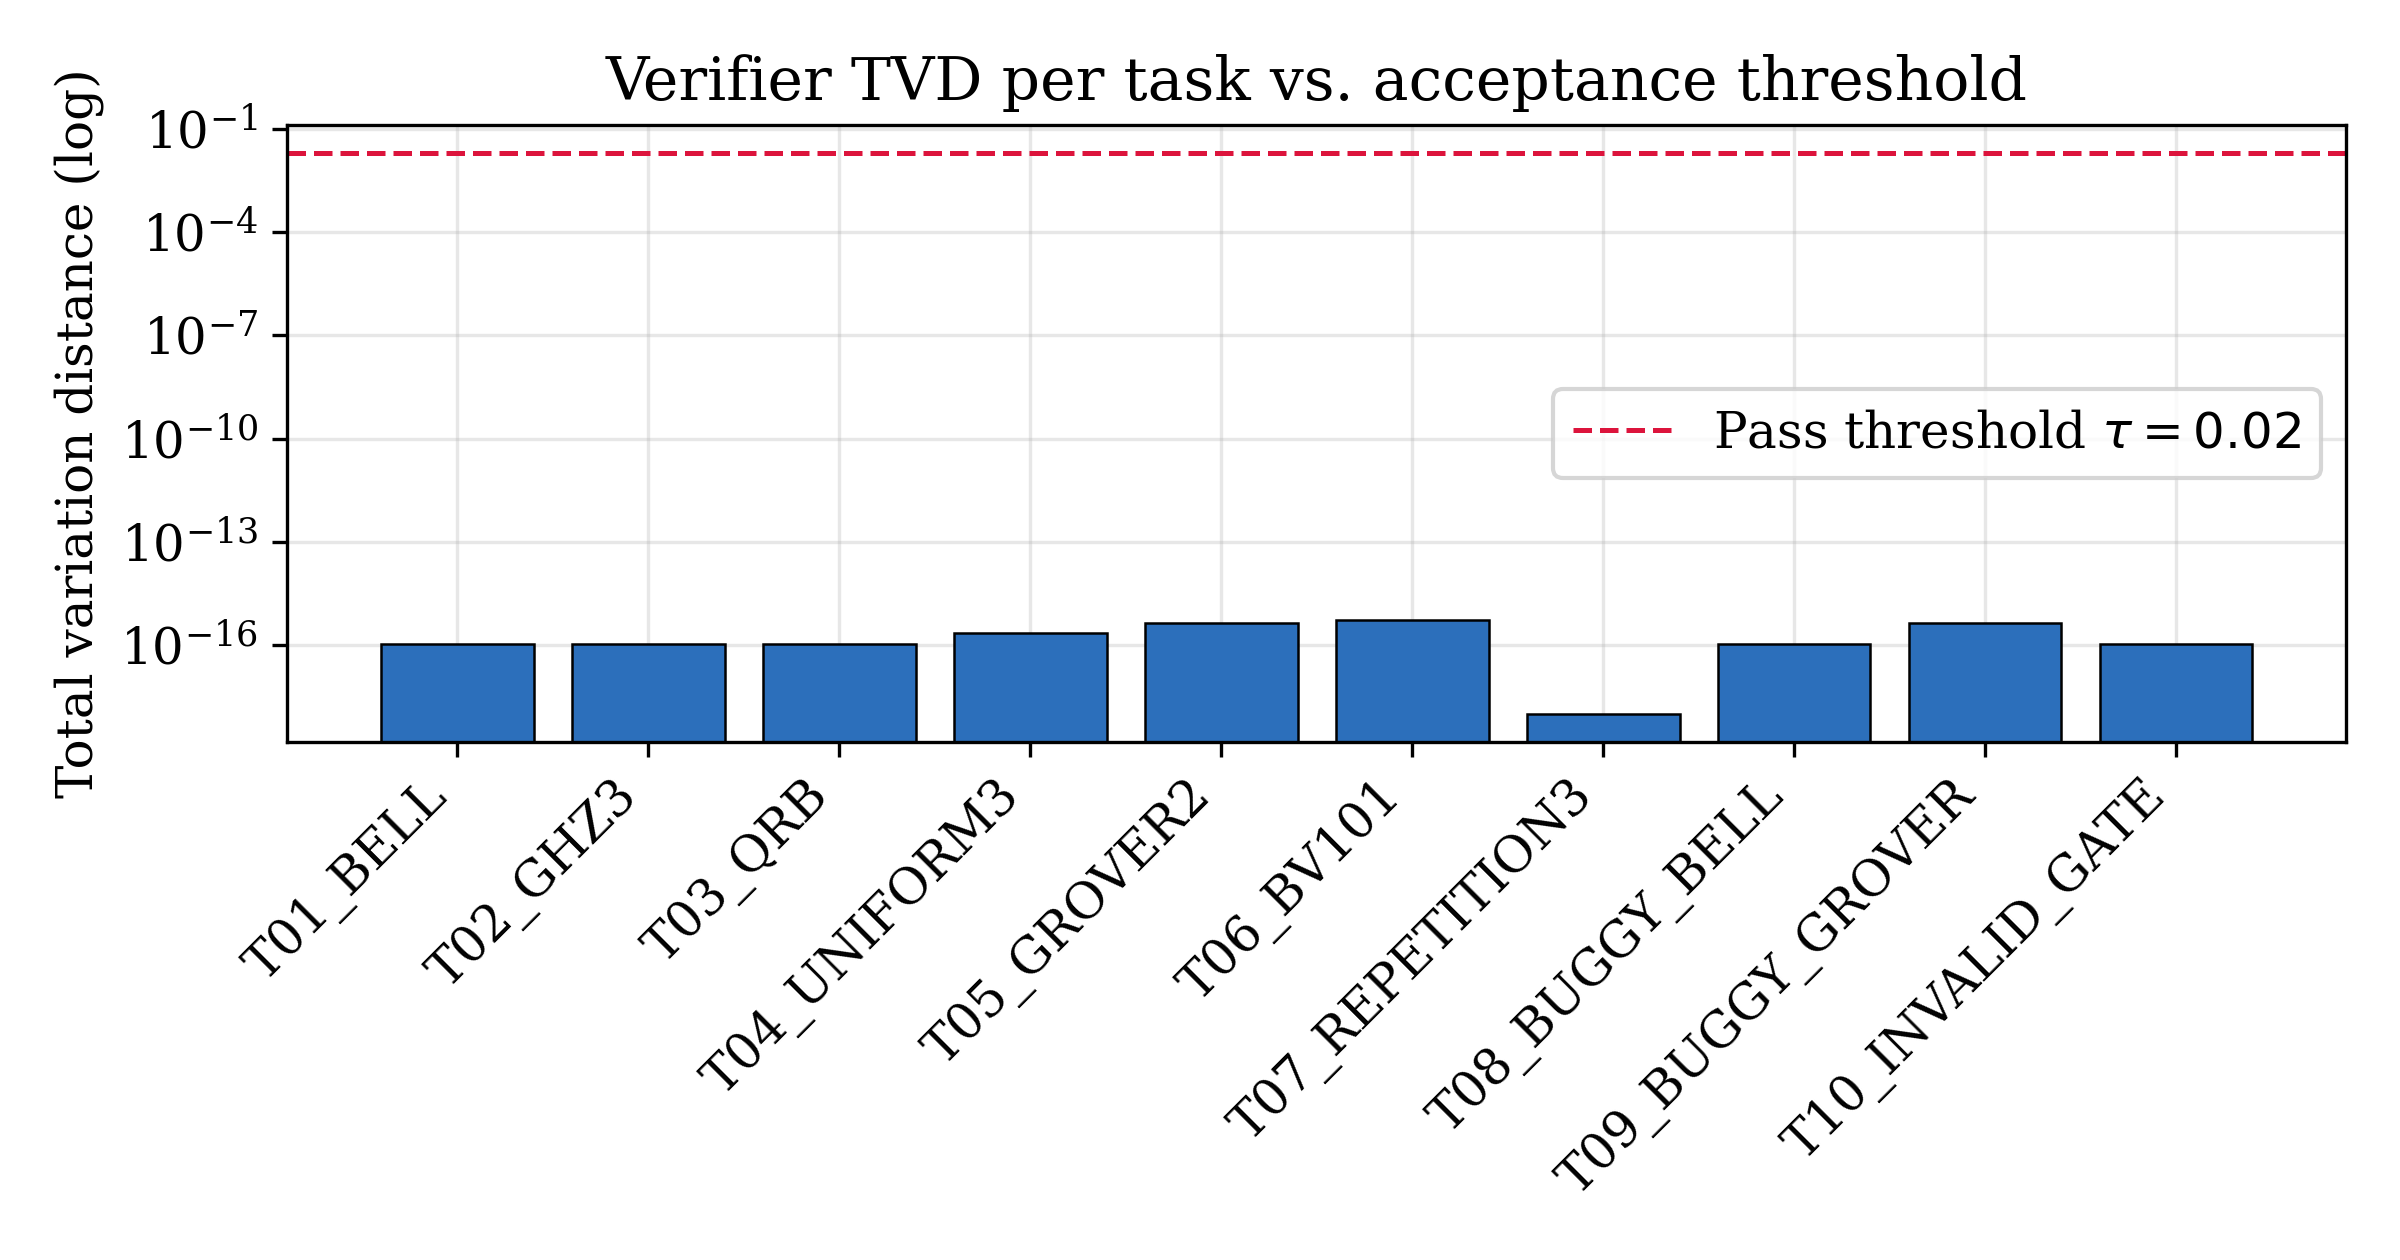 Verifier TVD per task vs. acceptance threshold
Total variation distance (log)
10⁻¹
10⁻⁴
10⁻⁷
10⁻¹⁰
10⁻¹³
10⁻¹⁶
Pass threshold τ = 0.02
T01_BELL
T02_GHZ3
T03_QRB
T04_UNIFORM3
T05_GROVER2
T06_BV101
T07_REPETITION3
T08_BUGGY_BELL
T09_BUGGY_GROVER
T10_INVALID_GATE